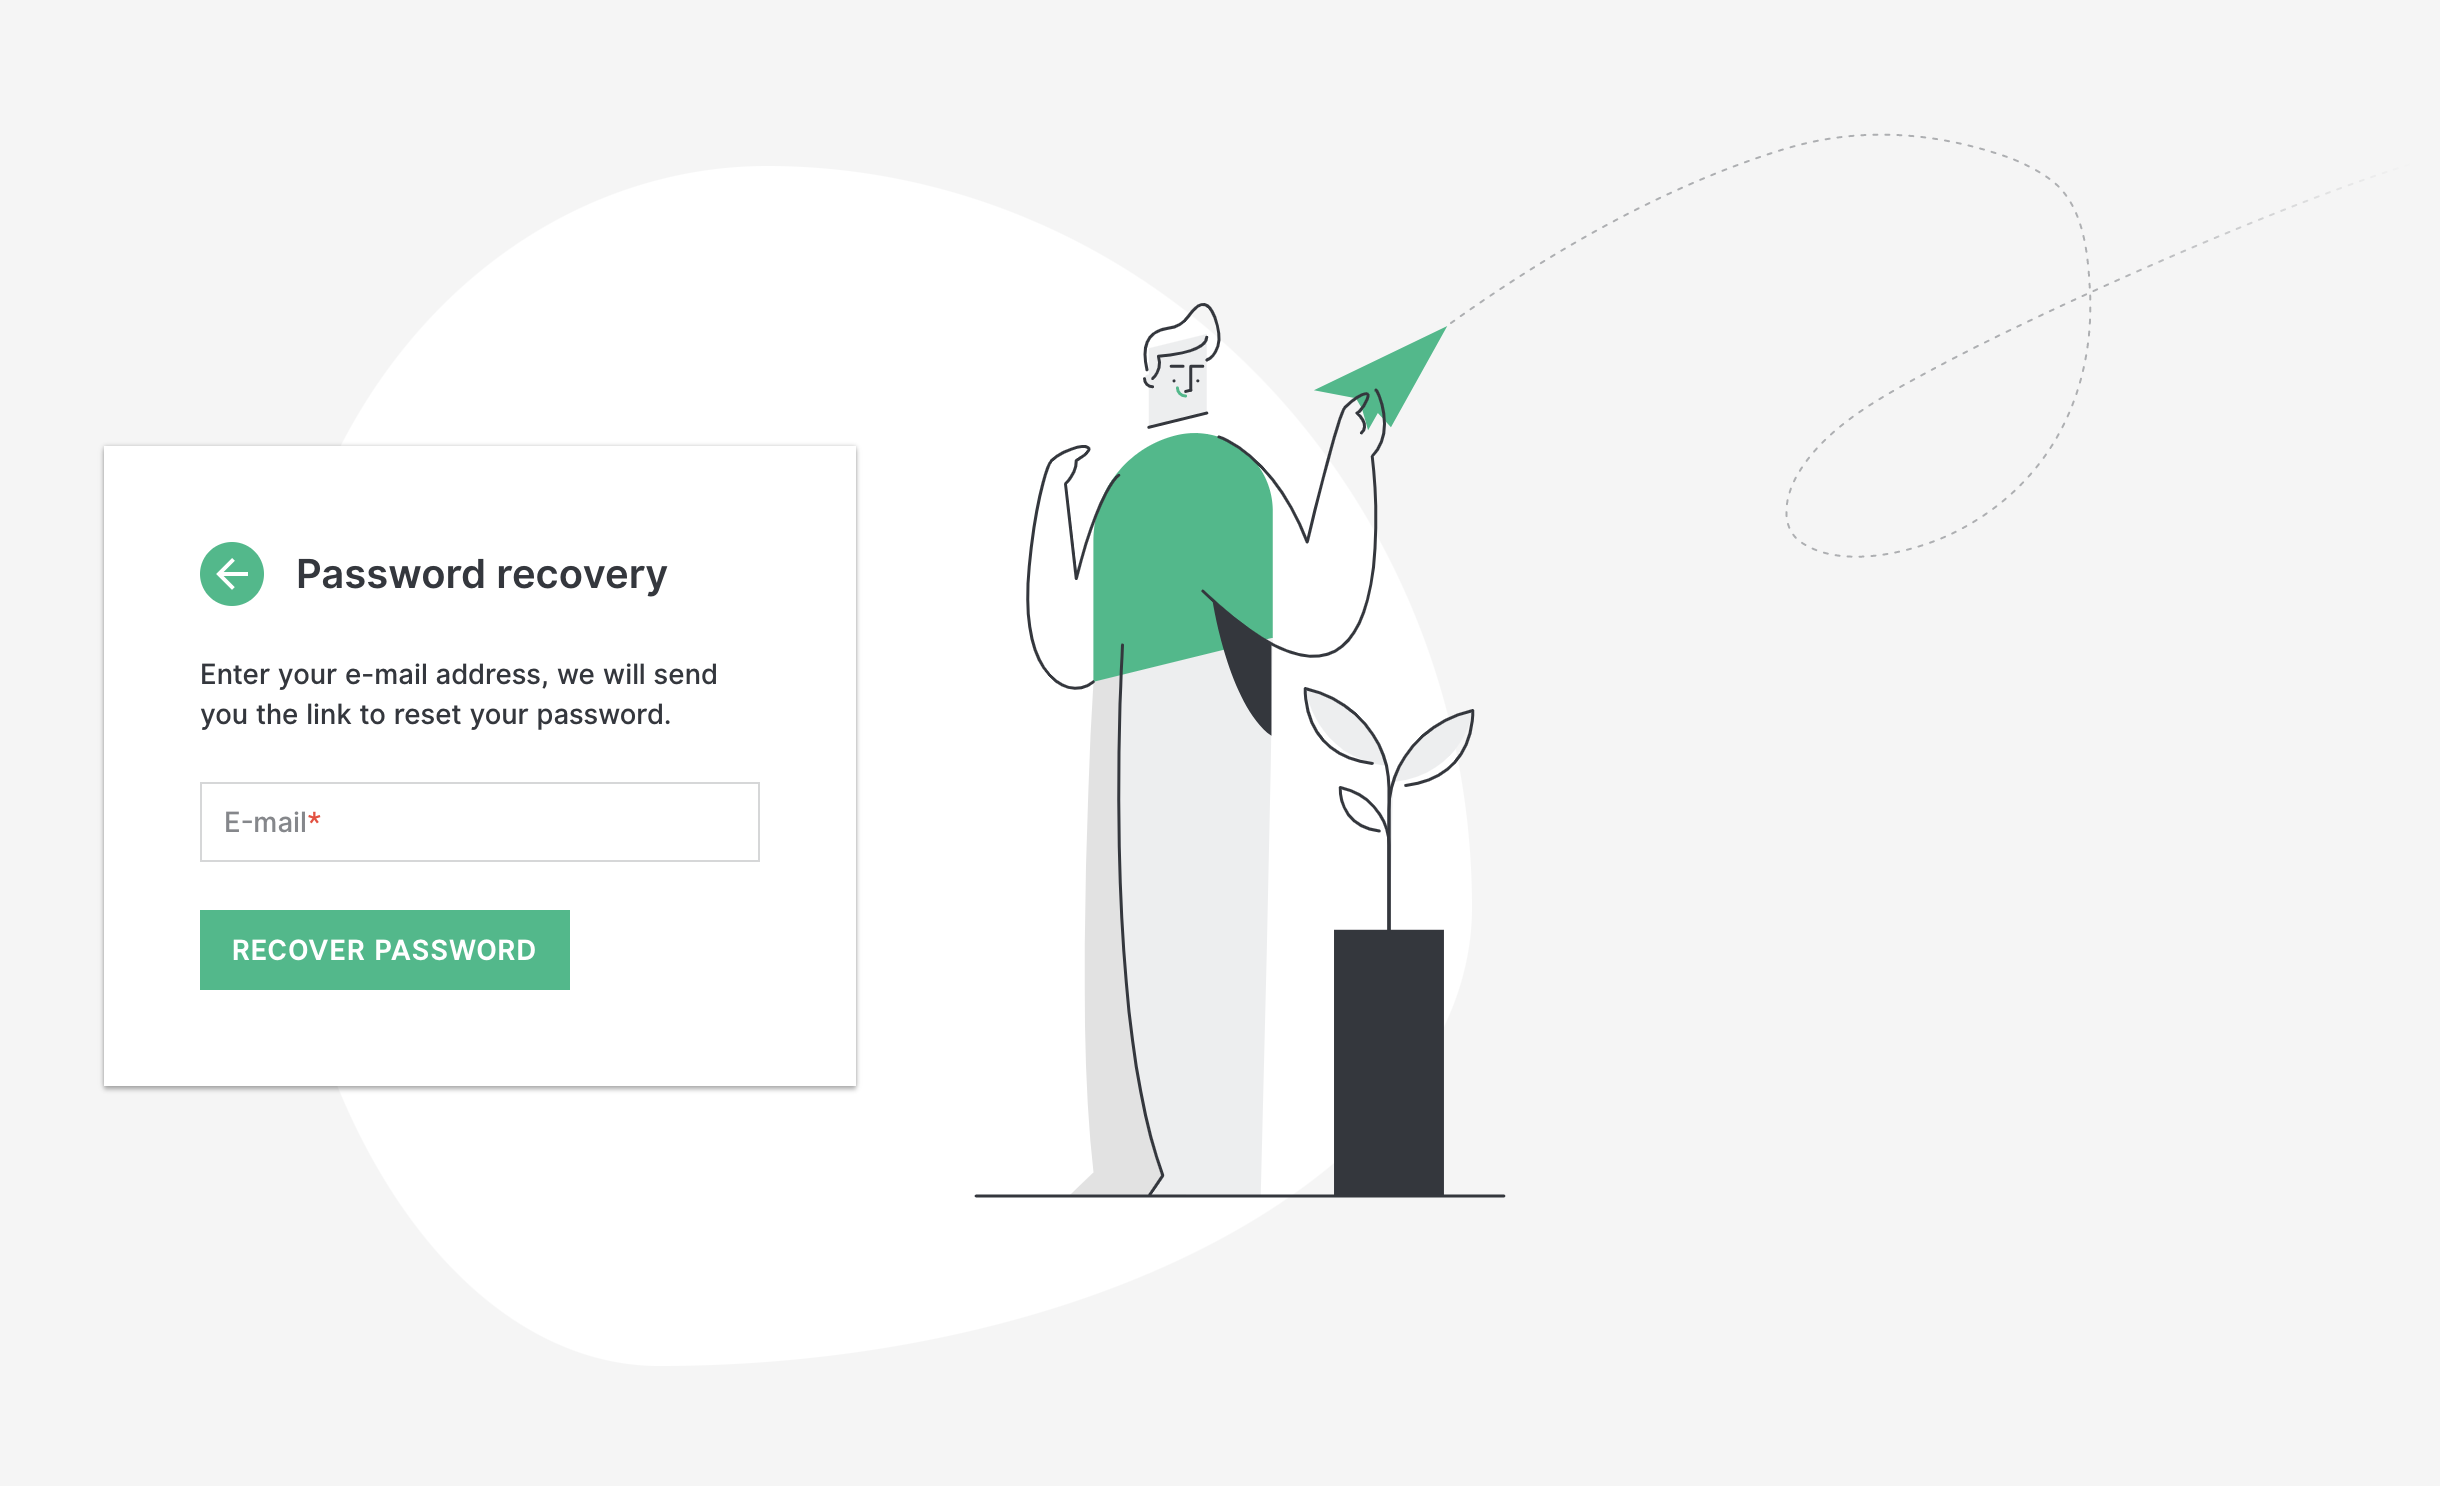 Password recovery
Enter your e-mail address, we will send
you the link to reset your password.
E-mail*
RECOVER PASSWORD